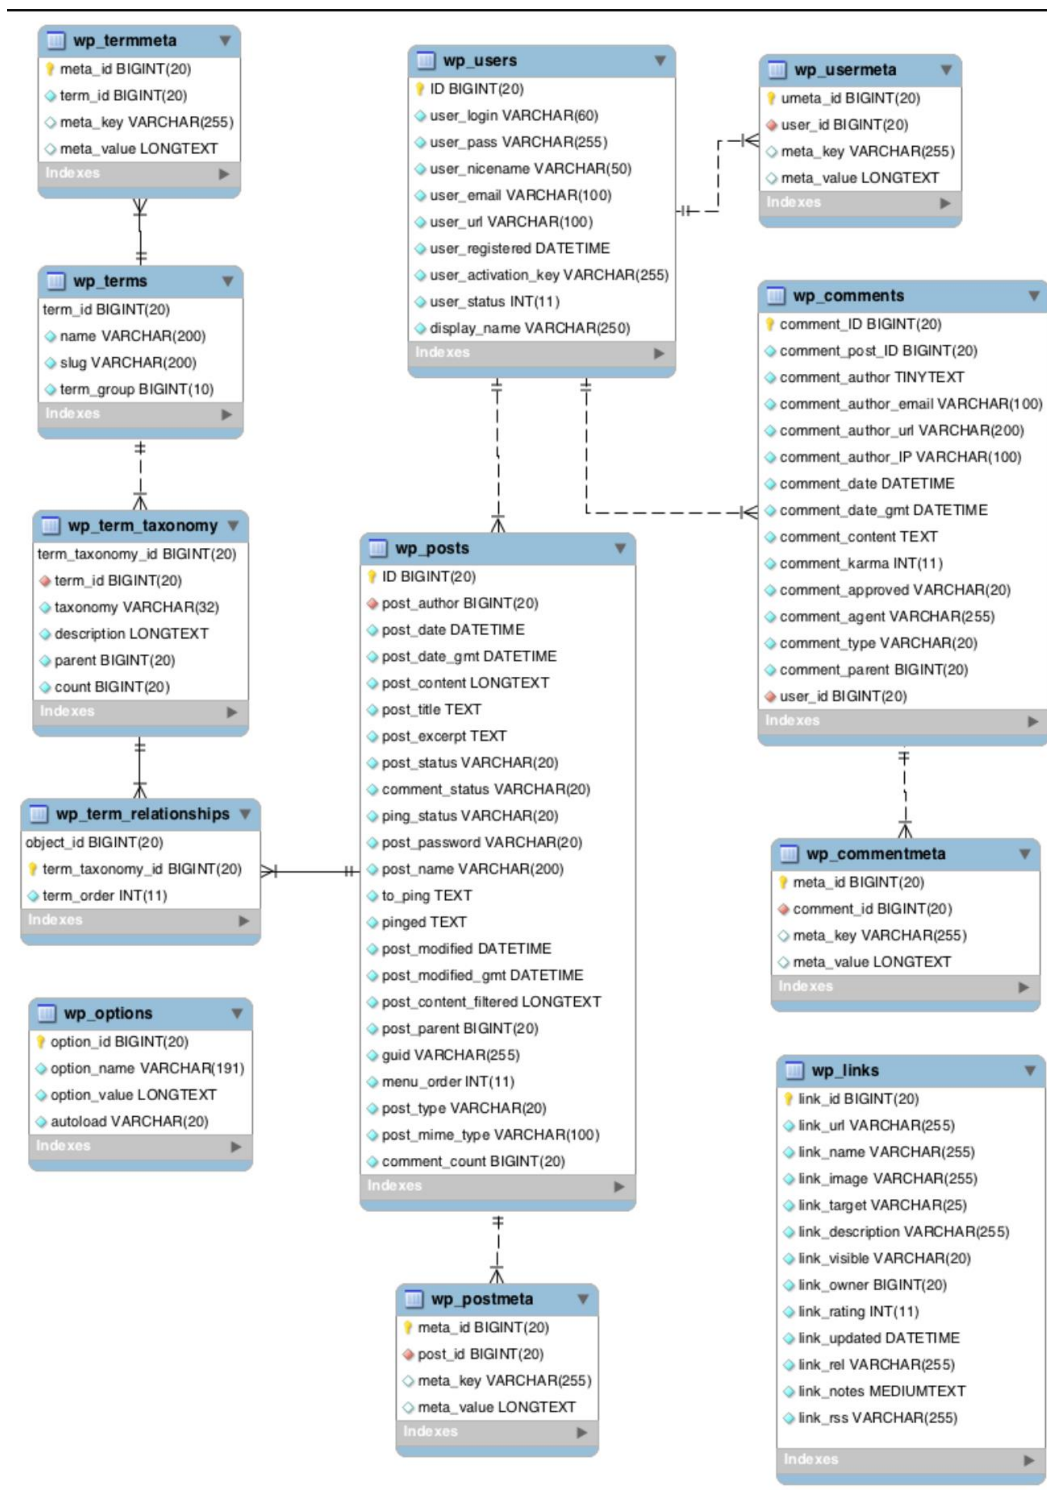 wp_termmeta
meta_id BIGINT(20)
term_id BIGINT(20)
meta_key VARCHAR(255)
meta_value LONGTEXT
Indexes
wp_terms
term_id BIGINT(20)
name VARCHAR(200)
slug VARCHAR(200)
term_group BIGINT(10)
Indexes
wp_term_taxonomy
term_taxonomy_id BIGINT(20)
term_id BIGINT(20)
taxonomy VARCHAR(32)
description LONGTEXT
parent BIGINT(20)
count BIGINT(20)
Indexes
wp_term_relationships
object_id BIGINT(20)
term_taxonomy_id BIGINT(20)
term_order INT(11)
Indexes
wp_options
option_id BIGINT(20)
option_name VARCHAR(191)
option_value LONGTEXT
autoload VARCHAR(20)
Indexes
wp_users
ID BIGINT(20)
user_login VARCHAR(60)
user_pass VARCHAR(255)
user_nicename VARCHAR(50)
user_email VARCHAR(100)
user_url VARCHAR(100)
user_registered DATETIME
user_activation_key VARCHAR(255)
user_status INT(11)
display_name VARCHAR(250)
Indexes
wp_posts
ID BIGINT(20)
post_author BIGINT(20)
post_date DATETIME
post_date_gmt DATETIME
post_content LONGTEXT
post_title TEXT
post_excerpt TEXT
post_status VARCHAR(20)
comment_status VARCHAR(20)
ping_status VARCHAR(20)
post_password VARCHAR(20)
post_name VARCHAR(200)
to_ping TEXT
pinged TEXT
post_modified DATETIME
post_modified_gmt DATETIME
post_content_filtered LONGTEXT
post_parent BIGINT(20)
guid VARCHAR(255)
menu_order INT(11)
post_type VARCHAR(20)
post_mime_type VARCHAR(100)
comment_count BIGINT(20)
Indexes
wp_postmeta
meta_id BIGINT(20)
post_id BIGINT(20)
meta_key VARCHAR(255)
meta_value LONGTEXT
Indexes
wp_usermeta
umeta_id BIGINT(20)
user_id BIGINT(20)
meta_key VARCHAR(255)
meta_value LONGTEXT
Indexes
wp_comments
comment_ID BIGINT(20)
comment_post_ID BIGINT(20)
comment_author TINYTEXT
comment_author_email VARCHAR(100)
comment_author_url VARCHAR(200)
comment_author_IP VARCHAR(100)
comment_date DATETIME
comment_date_gmt DATETIME
comment_content TEXT
comment_karma INT(11)
comment_approved VARCHAR(20)
comment_agent VARCHAR(255)
comment_type VARCHAR(20)
comment_parent BIGINT(20)
user_id BIGINT(20)
Indexes
wp_commentmeta
meta_id BIGINT(20)
comment_id BIGINT(20)
meta_key VARCHAR(255)
meta_value LONGTEXT
Indexes
wp_links
link_id BIGINT(20)
link_url VARCHAR(255)
link_name VARCHAR(255)
link_image VARCHAR(255)
link_target VARCHAR(25)
link_description VARCHAR(255)
link_visible VARCHAR(20)
link_owner BIGINT(20)
link_rating INT(11)
link_updated DATETIME
link_rel VARCHAR(255)
link_notes MEDIUMTEXT
link_rss VARCHAR(255)
Indexes